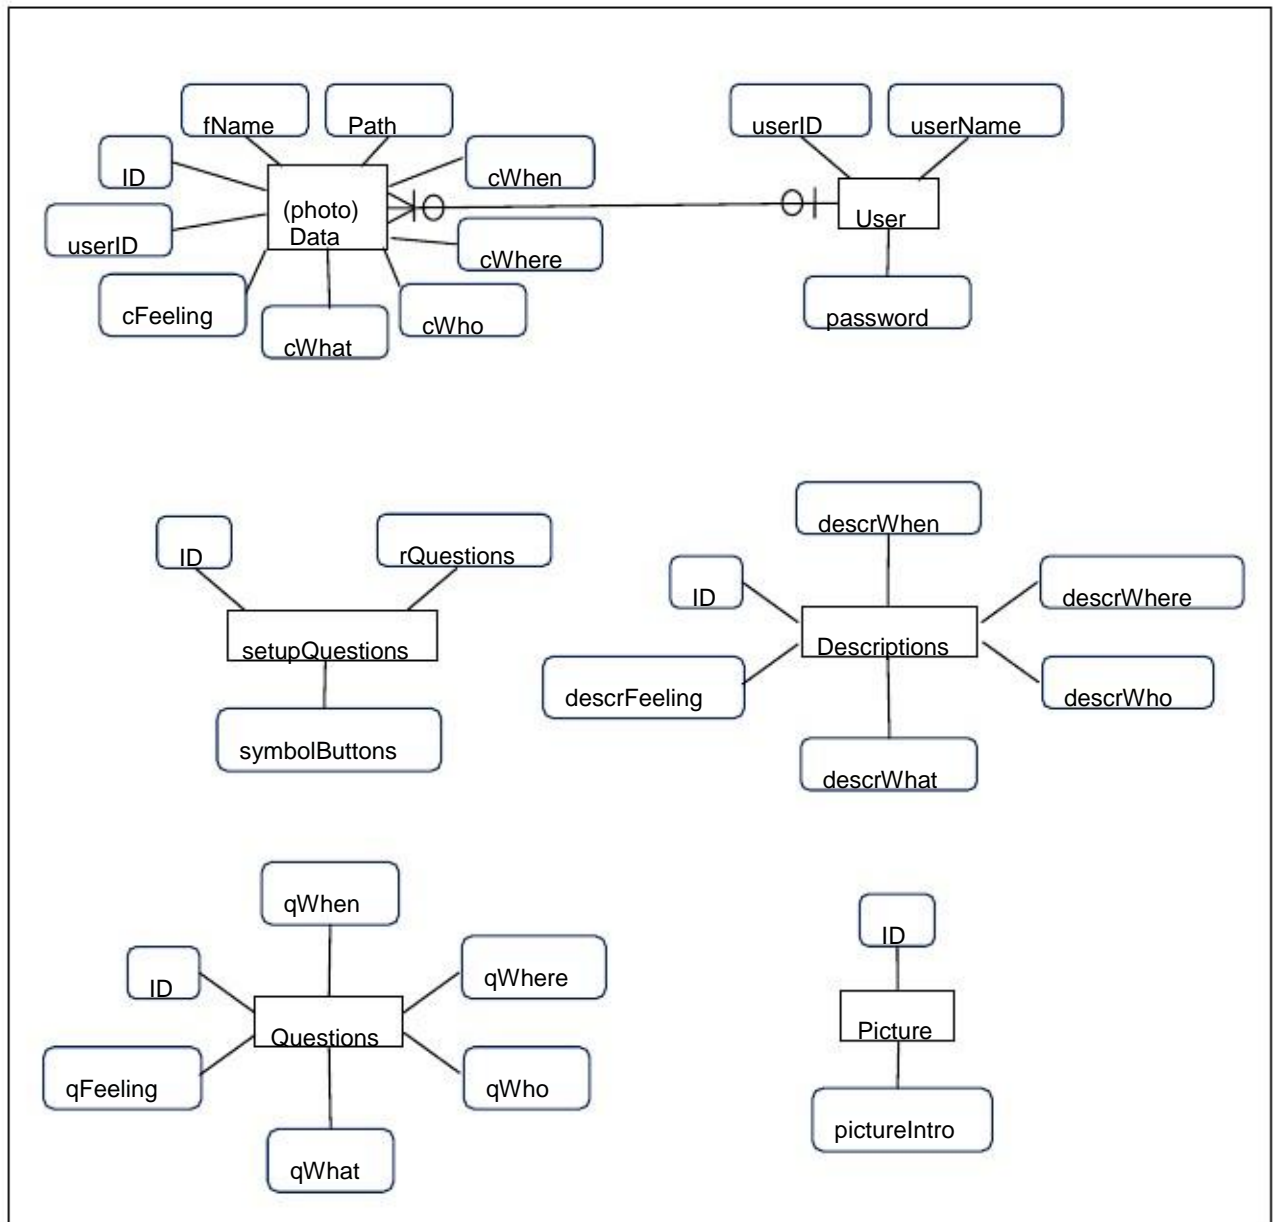 fName
Path
userID
userName
ID
cWhen
(photo)
Data
User
userID
cWhere
cFeeling
cWho
cWhat
password
descrWhen
ID
rQuestions
ID
descrWhere
setupQuestions
Descriptions
descrFeeling
descrWho
symbolButtons
descrWhat
qWhen
ID
ID
qWhere
Questions
Picture
qFeeling
qWho
pictureIntro
qWhat